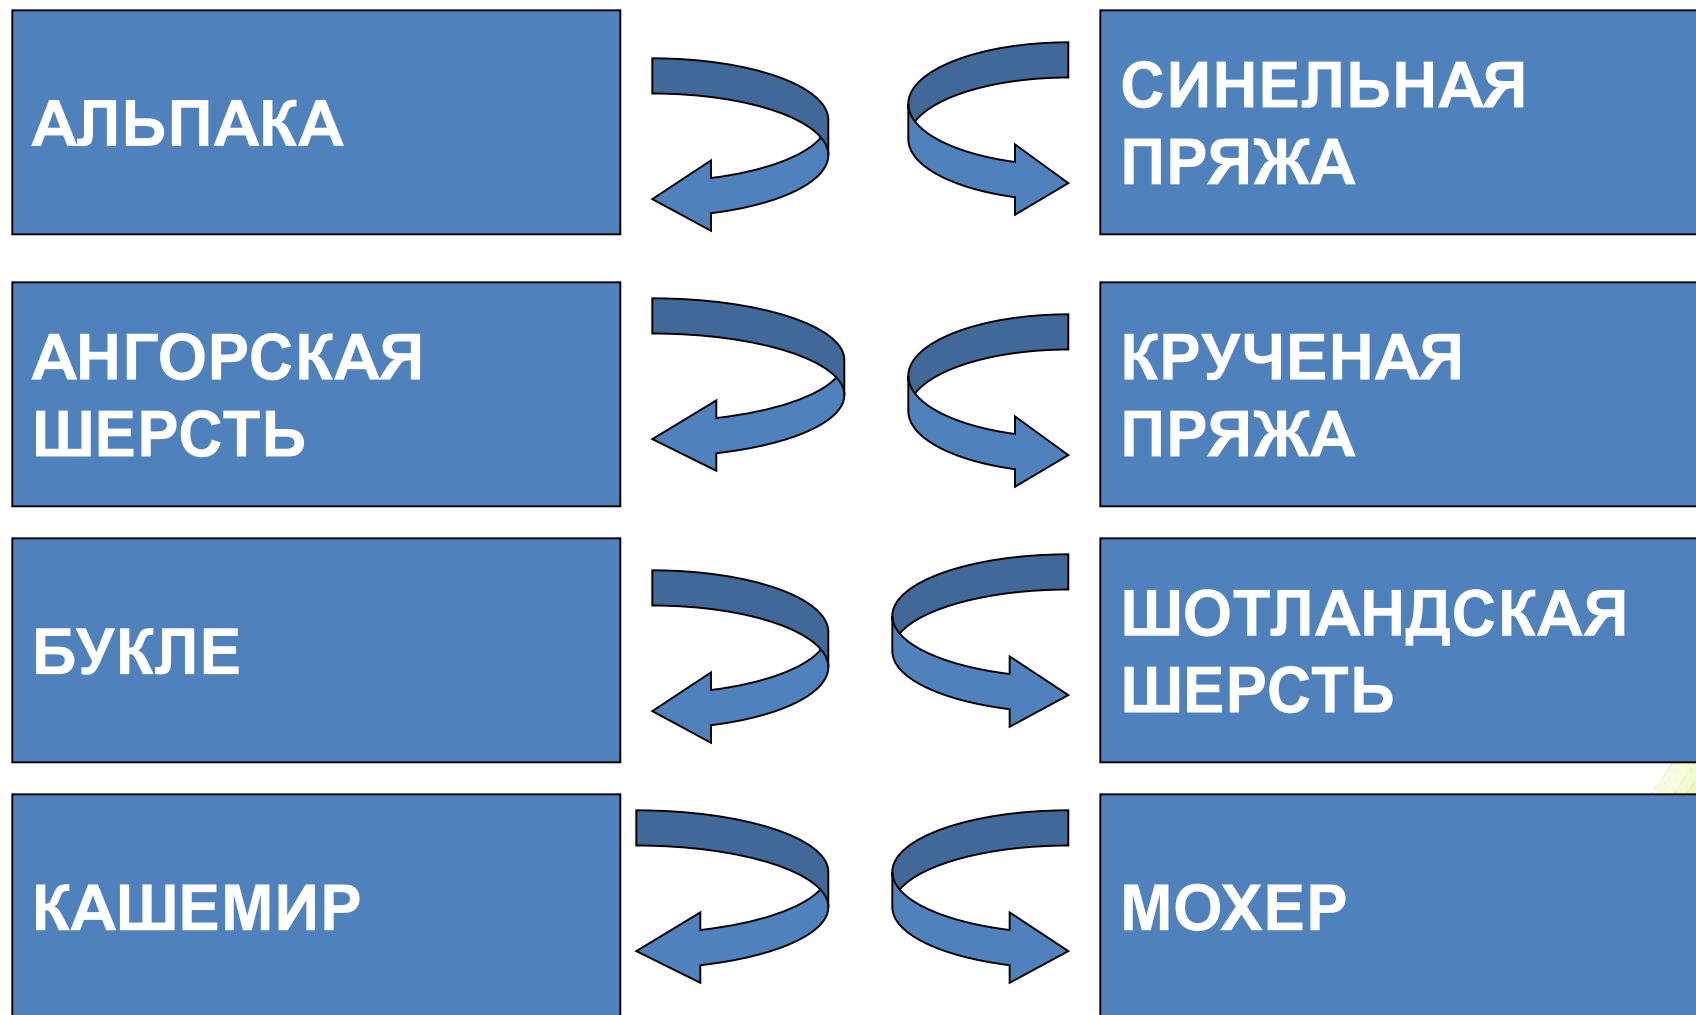 АЛЬПАКА
СИНЕЛЬНАЯ
ПРЯЖА
АНГОРСКАЯ
ШЕРСТЬ
КРУЧЕНАЯ
ПРЯЖА
БУКЛЕ
ШОТЛАНДСКАЯ
ШЕРСТЬ
КАШЕМИР
МОХЕР